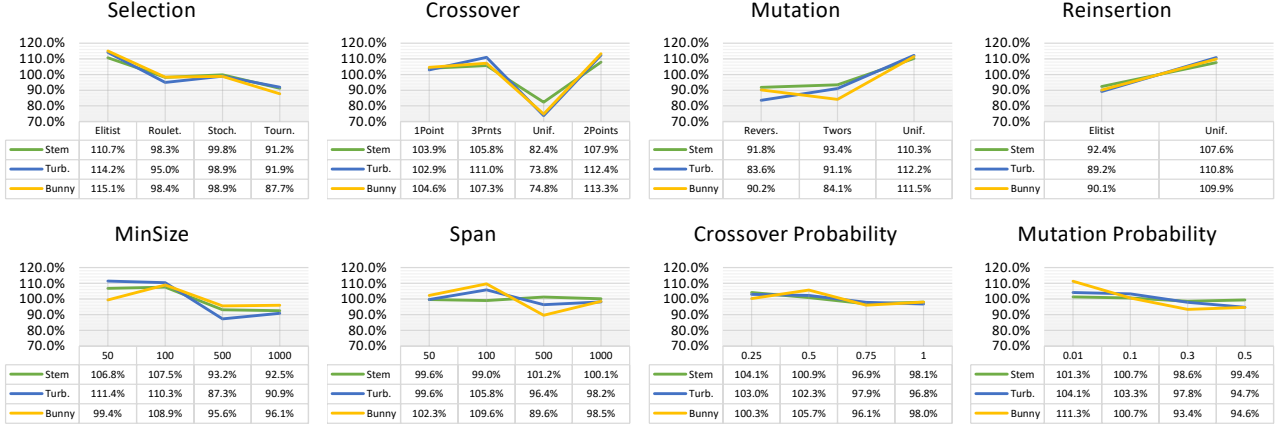 Selection
120.0%
110.0%
100.0%
90.0%
80.0%
70.0%
Elitist Roulet. Stoch. Tourn.
Stem 110.7% 98.3% 99.8% 91.2%
Turb. 114.2% 95.0% 98.9% 91.9%
Bunny 115.1% 98.4% 98.9% 87.7%
Crossover
120.0%
110.0%
100.0%
90.0%
80.0%
70.0%
1Point 3Prnts Unif. 2Points
Stem 103.9% 105.8% 82.4% 107.9%
Turb. 102.9% 111.0% 73.8% 112.4%
Bunny 104.6% 107.3% 74.8% 113.3%
Mutation
120.0%
110.0%
100.0%
90.0%
80.0%
70.0%
Revers. Twors Unif.
Stem 91.8% 93.4% 110.3%
Turb. 83.6% 91.1% 112.2%
Bunny 90.2% 84.1% 111.5%
Reinsertion
120.0%
110.0%
100.0%
90.0%
80.0%
70.0%
Elitist Unif.
Stem 92.4% 107.6%
Turb. 89.2% 110.8%
Bunny 90.1% 109.9%
MinSize
120.0%
110.0%
100.0%
90.0%
80.0%
70.0%
50 100 500 1000
Stem 106.8% 107.5% 93.2% 92.5%
Turb. 111.4% 110.3% 87.3% 90.9%
Bunny 99.4% 108.9% 95.6% 96.1%
Span
120.0%
110.0%
100.0%
90.0%
80.0%
70.0%
50 100 500 1000
Stem 99.6% 99.0% 101.2% 100.1%
Turb. 99.6% 105.8% 96.4% 98.2%
Bunny 102.3% 109.6% 89.6% 98.5%
Crossover Probability
120.0%
110.0%
100.0%
90.0%
80.0%
70.0%
0.25 0.5 0.75 1
Stem 104.1% 100.9% 96.9% 98.1%
Turb. 103.0% 102.3% 97.9% 96.8%
Bunny 100.3% 105.7% 96.1% 98.0%
Mutation Probability
120.0%
110.0%
100.0%
90.0%
80.0%
70.0%
0.01 0.1 0.3 0.5
Stem 101.3% 100.7% 98.6% 99.4%
Turb. 104.1% 103.3% 97.8% 94.7%
Bunny 111.3% 100.7% 93.4% 94.6%